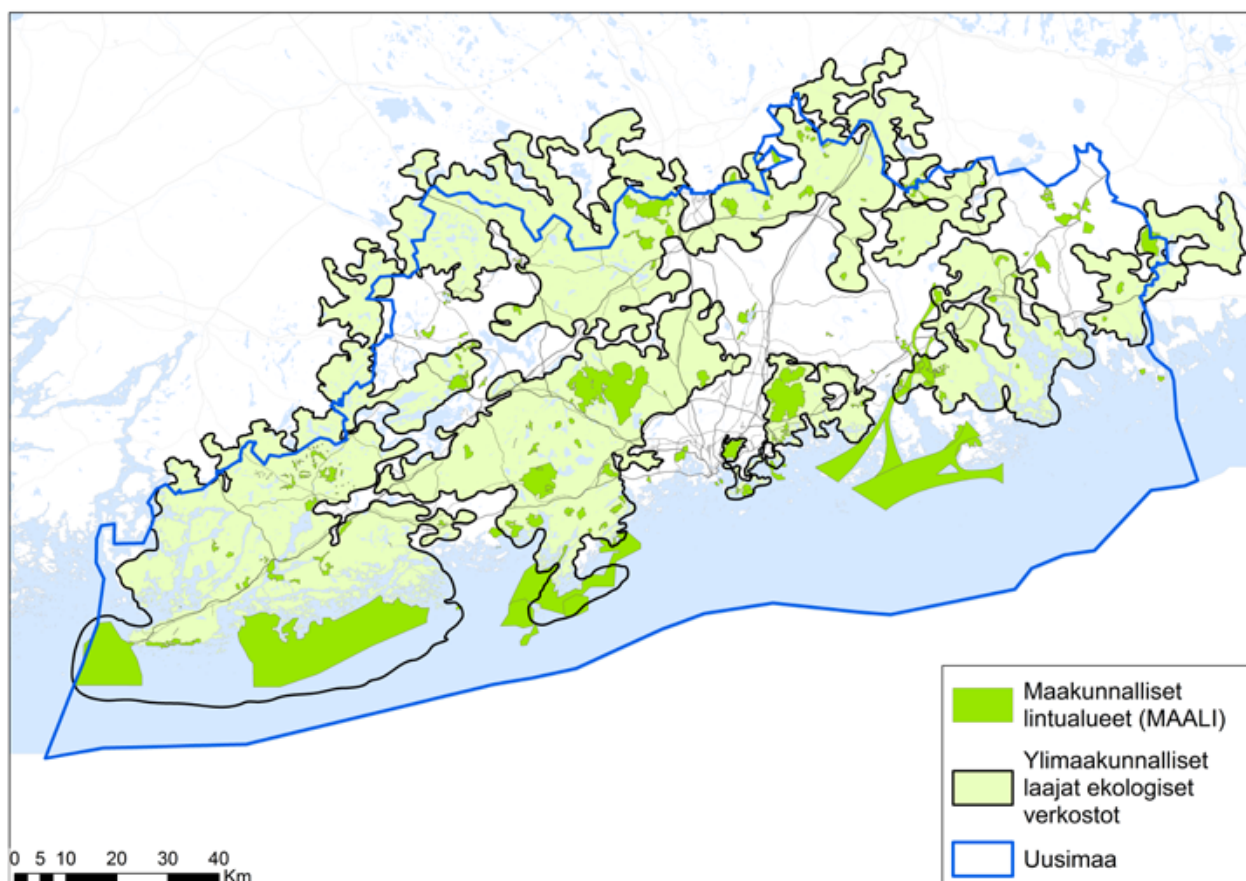 Maakunnalliset
lintualueet (MAALI)
Ylimaakunnalliset
laajat ekologiset
verkostot
Uusimaa
0 5 10 20 30 40
Km